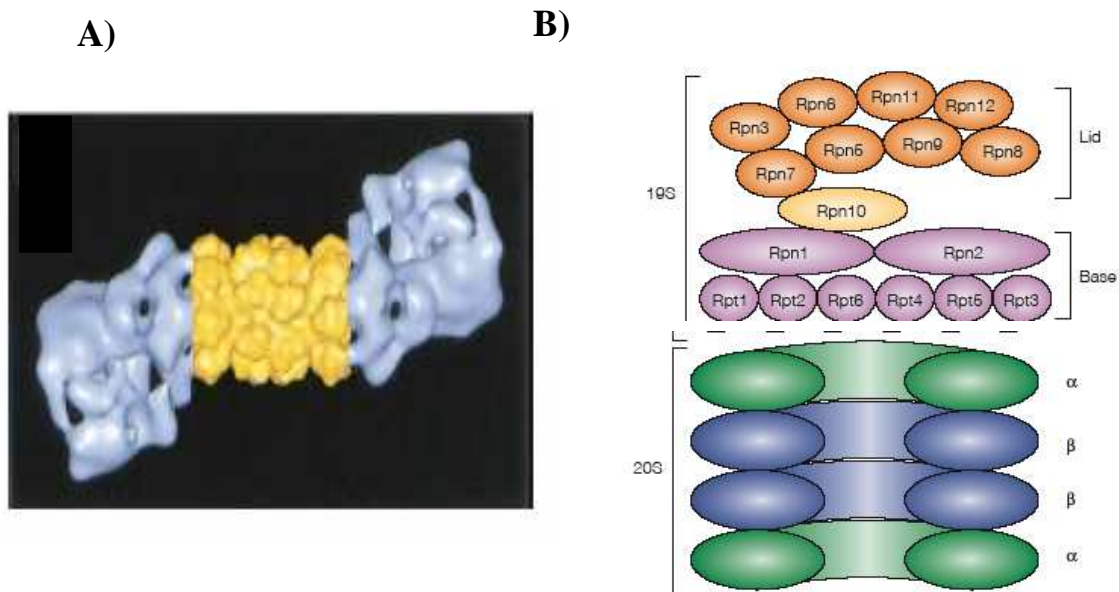 A)
B)
Rpn6 Rpn11 Rpn12
Rpn3 Rpn5 Rpn9 Rpn8
Rpn7
Rpn10
Lid
19S
Rpn1 Rpn2
Base
Rpt1 Rpt2 Rpt6 Rpt4 Rpt5 Rpt3
α
β
20S
β
α